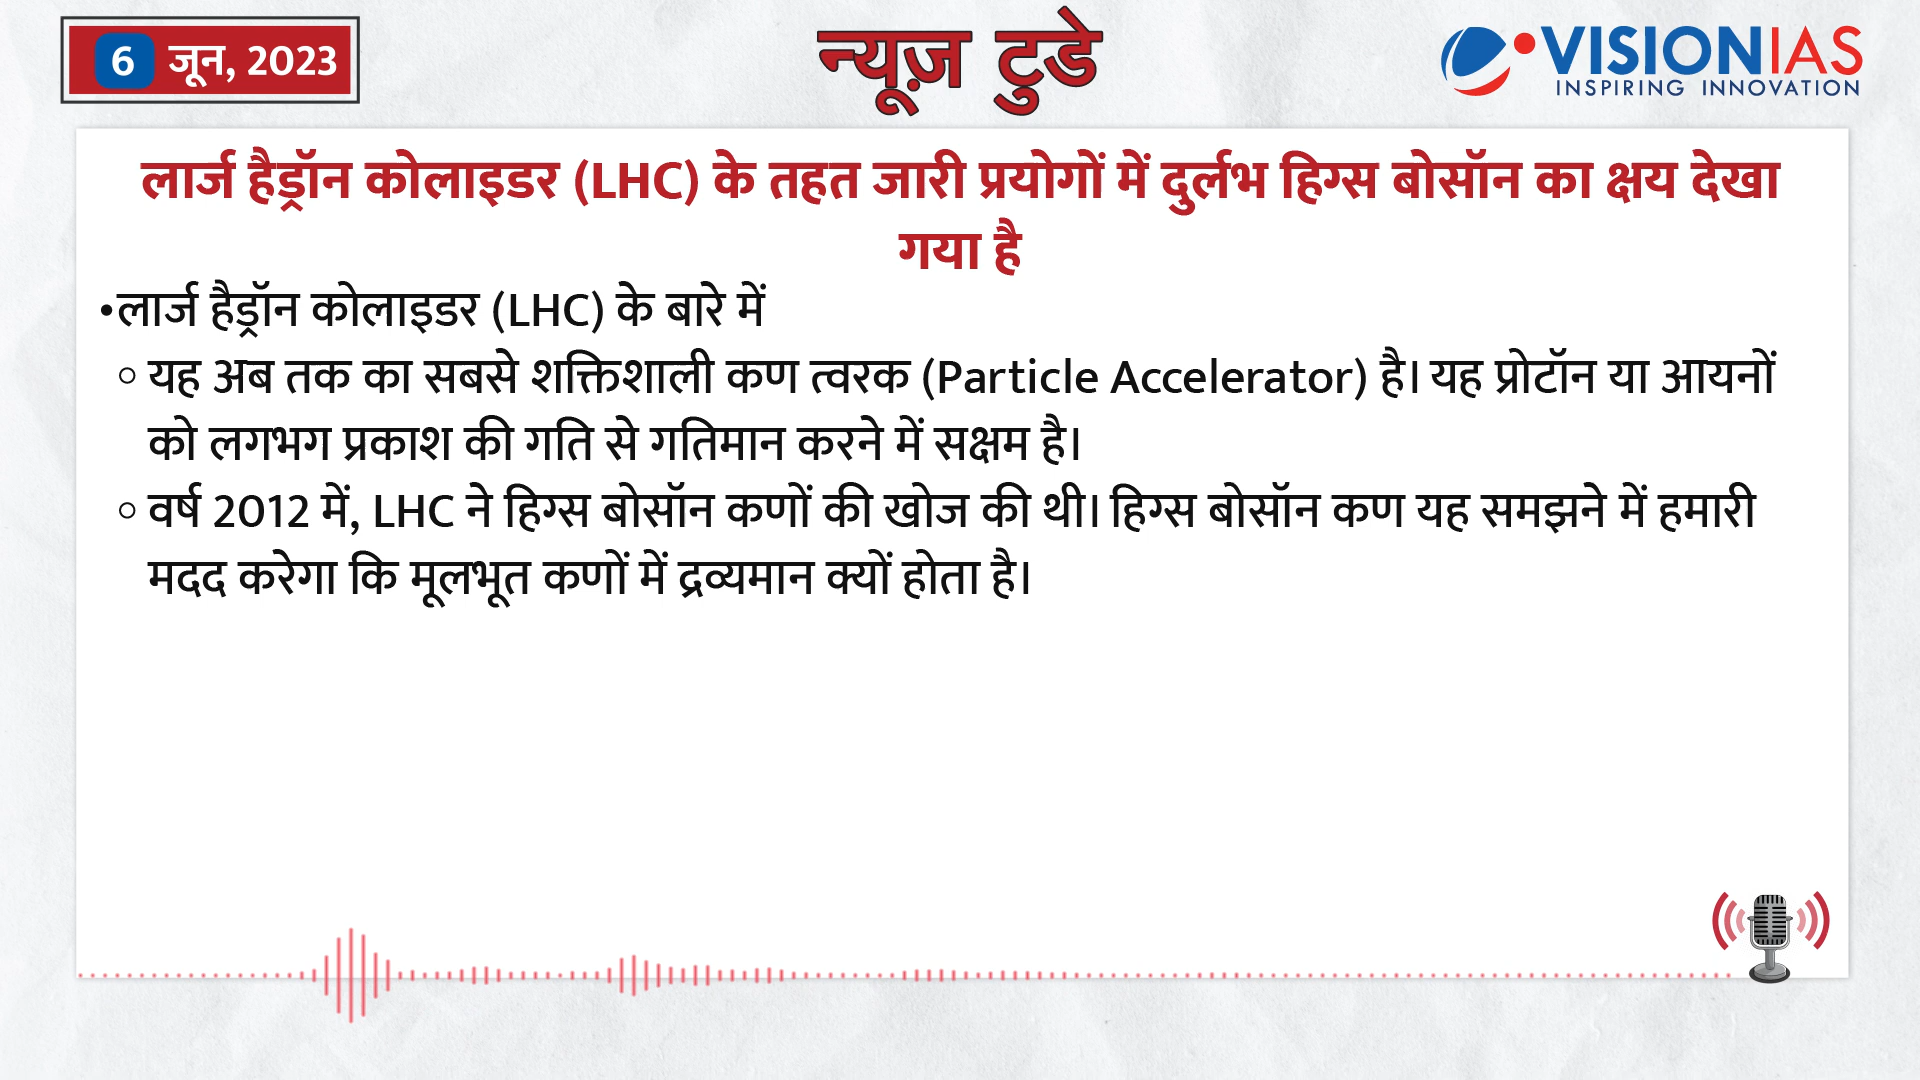 6 जून, 2023
न्यूज़ टुडे
VISIONIAS
INSPIRING INNOVATION
लार्ज हैड्रॉन कोलाइडर (LHC) के तहत जारी प्रयोगों में दुर्लभ हिग्स बोसॉन का क्षय देखा
गया है
•लार्ज हैड्रॉन कोलाइडर (LHC) के बारे में
○ यह अब तक का सबसे शक्तिशाली कण त्वरक (Particle Accelerator) है। यह प्रोटॉन या आयनों
को लगभग प्रकाश की गति से गतिमान करने में सक्षम है।
○ वर्ष 2012 में, LHC ने हिग्स बोसॉन कणों की खोज की थी। हिग्स बोसॉन कण यह समझने में हमारी
मदद करेगा कि मूलभूत कणों में द्रव्यमान क्यों होता है।